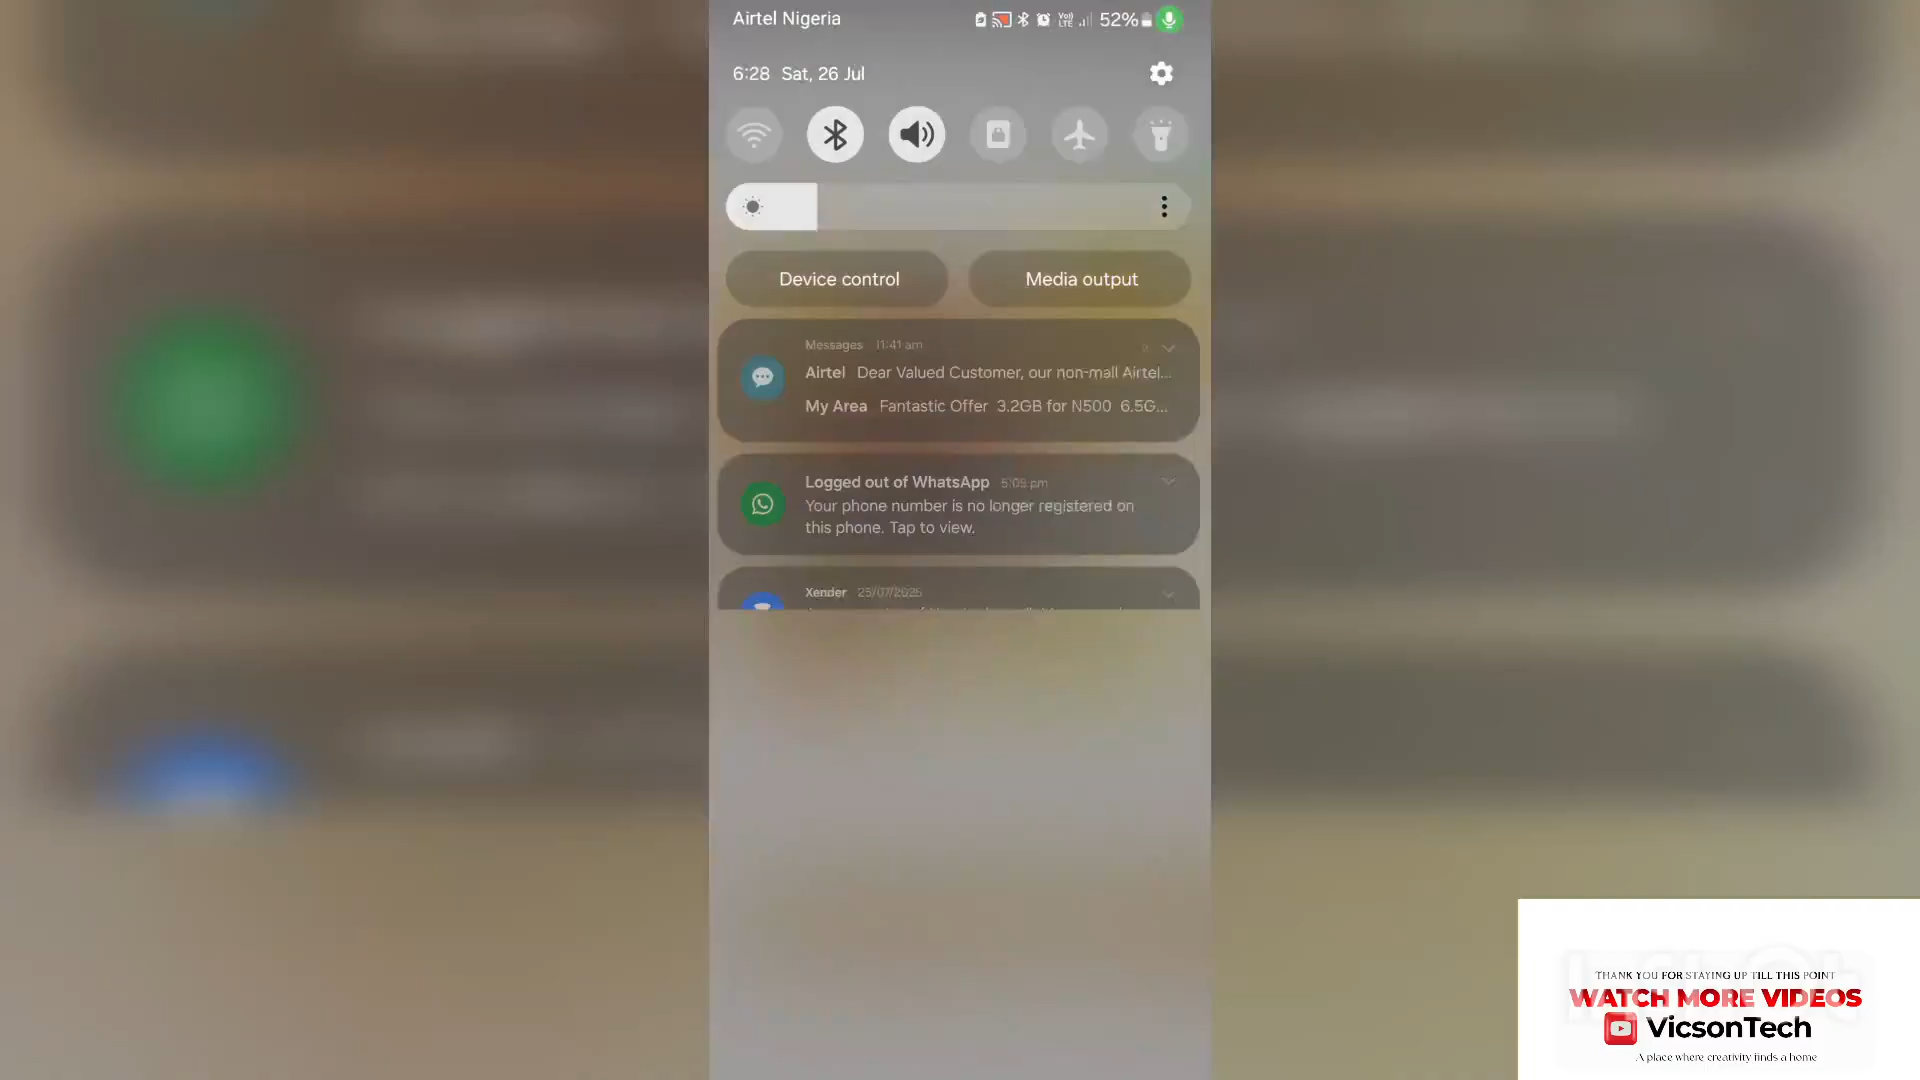 Airtel Nigeria
52%
6:28 Sat, 26 Jul
Device control
Media output
Messages 11:41 am
Airtel Dear Valued Customer, our non-mall Airtel...
My Area Fantastic Offer 3.2GB for N500 6.5G...
Logged out of WhatsApp 5:05 pm
Your phone number is no longer registered on
this phone. Tap to view.
Xender 25/07/2025
THANK YOU FOR STAYING UP TILL THIS POINT
WATCH MORE VIDEOS
VicsonTech
A place where creativity finds a home